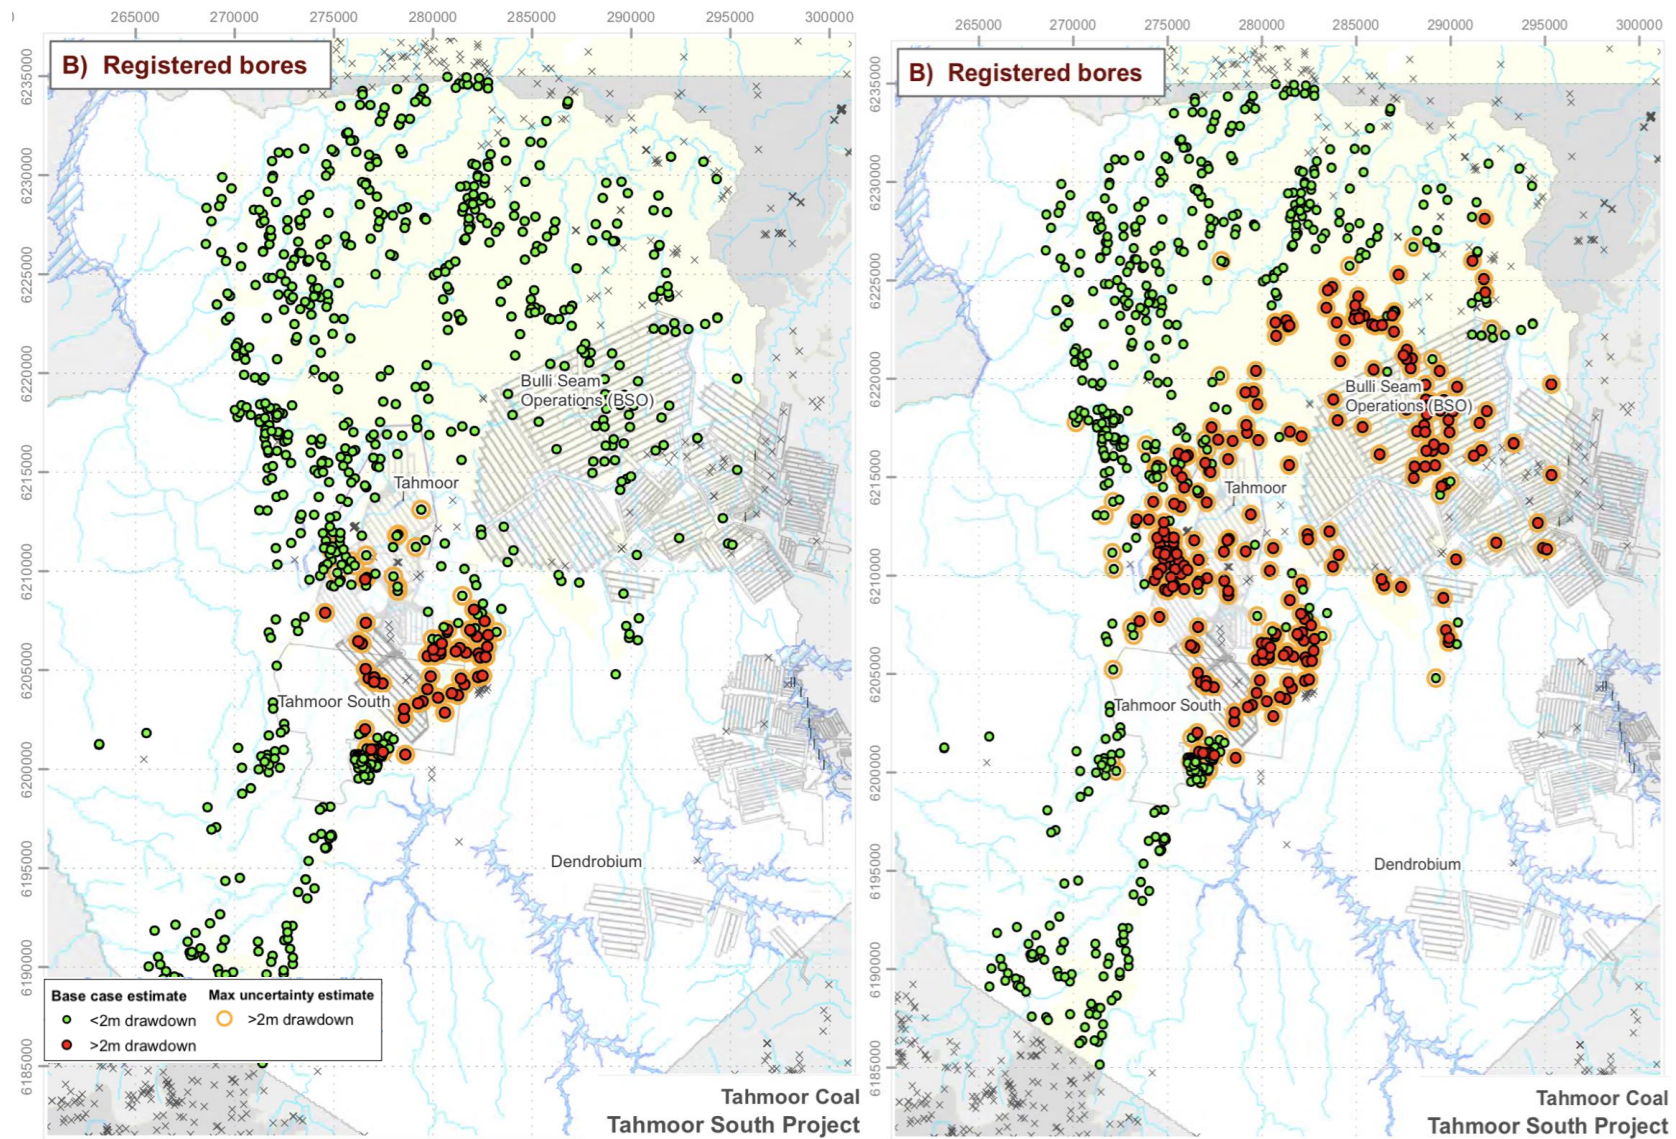 265000 270000 275000 280000 285000 290000 295000 300000
B) Registered bores
6235000
6230000
6225000
6220000
6215000
6210000
6205000
6200000
6195000
6190000
6185000
Bulli Seam
Operations (BSO)
Tahmoor
Tahmoor South
Dendrobium
Base case estimate Max uncertainty estimate
<2m drawdown >2m drawdown
>2m drawdown
Tahmoor Coal
Tahmoor South Project
265000 270000 275000 280000 285000 290000 295000 300000
B) Registered bores
6235000
6230000
6225000
6220000
6215000
6210000
6205000
6200000
6195000
6190000
6185000
Bulli Seam
Operations (BSO)
Tahmoor
Tahmoor South
Dendrobium
Tahmoor Coal
Tahmoor South Project